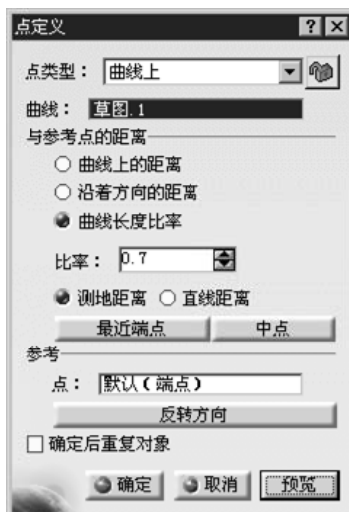 点定义
点类型： 曲线上
曲线： 草图.1
与参考点的距离
曲线上的距离
沿着方向的距离
曲线长度比率
比率： 0.7
测地距离 直线距离
最近端点 中点
参考
点： 默认（端点）
反转方向
确定后重复对象
确定 取消 预览